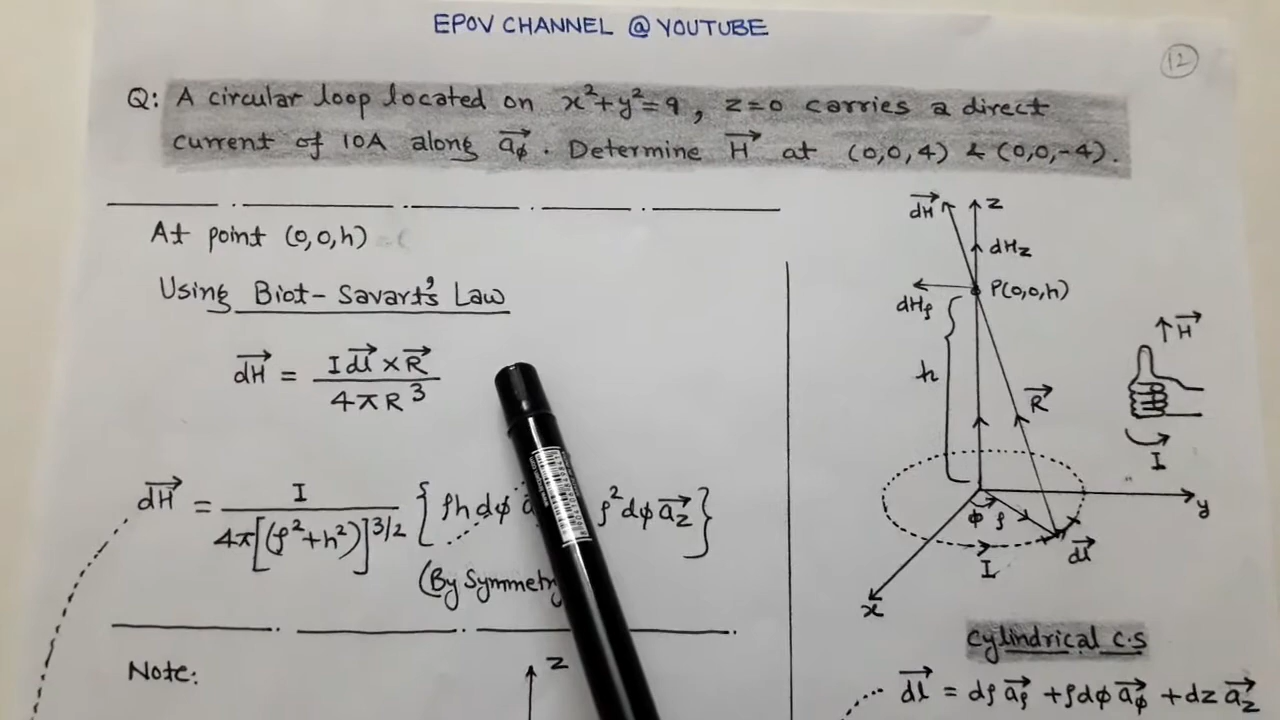 EPOV CHANNEL @ YOUTUBE
12
Q: A circular loop located on x²+y²=9, z=0 carries a direct
current of 10A along a⃗ᵩ. Determine H⃗ at (0,0,4) & (0,0,-4).
At point (0,0,h)
Using Biot-Savart's Law
dH⃗ = I dl⃗ × R⃗ / 4πR³
dH⃗ = I / 4π[(ρ²+h²)]^3/2 {ρh dφ a ρ² dφ a⃗z}
(By Symmetry
Note:
z
dH⃗
z
dHz
P(0,0,h)
dHρ
h
R⃗
H⃗
I
φ
ρ
y
dl⃗
I
x
Cylindrical C.S
dl⃗ = dρ a⃗ρ + ρdφ a⃗φ + dz a⃗z